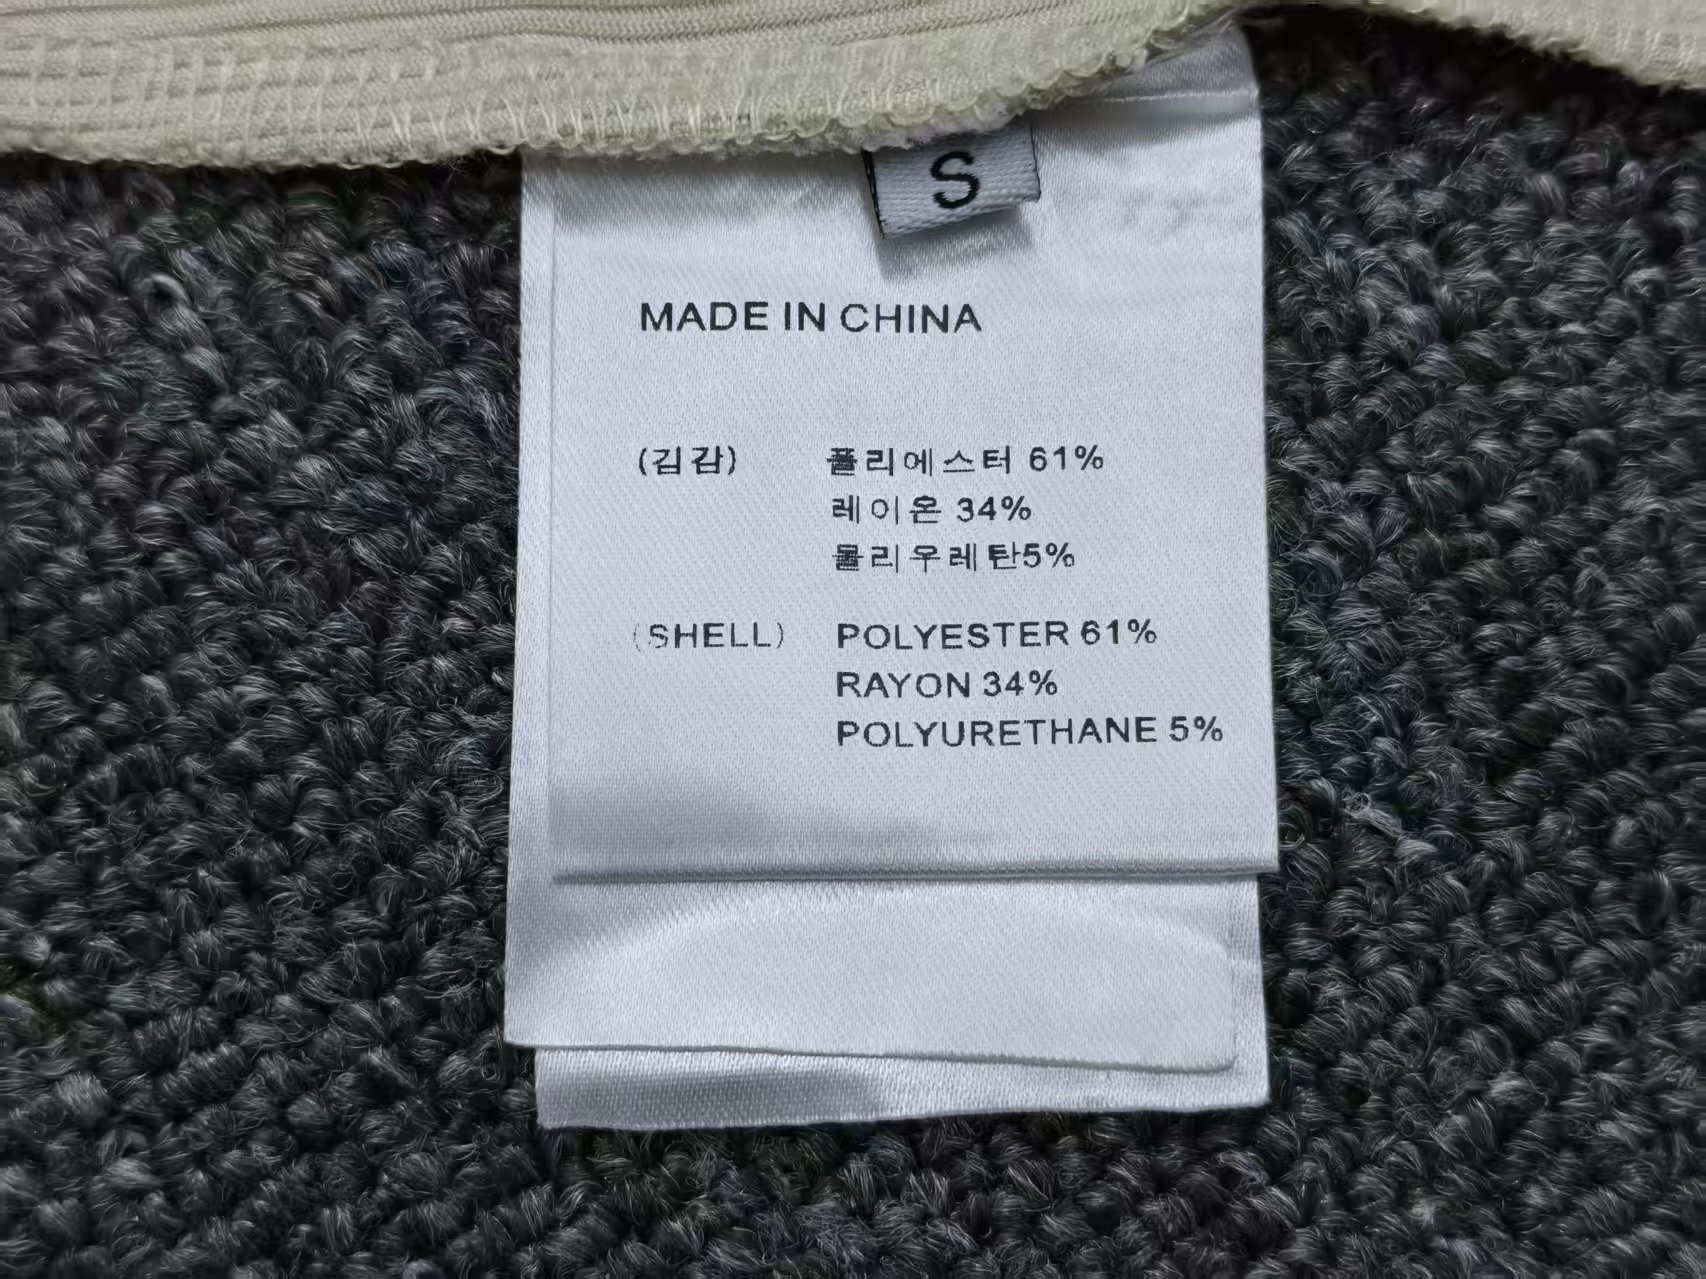 S
MADE IN CHINA
(김감) 폴리에스터 61%
레이온 34%
폴리우레탄5%
(SHELL) POLYESTER 61%
RAYON 34%
POLYURETHANE 5%